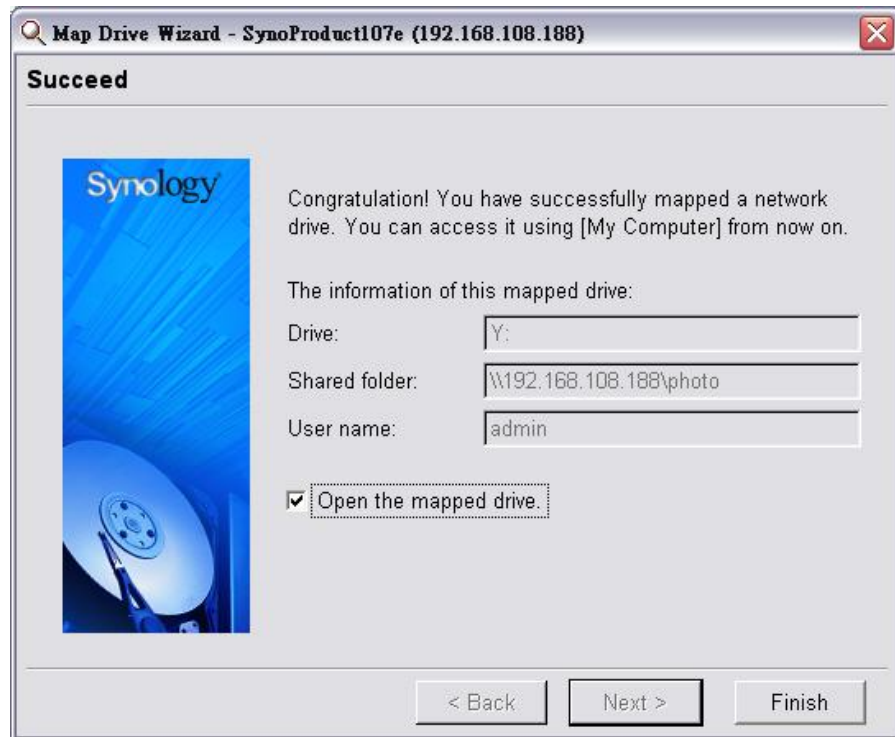 Map Drive Wizard - SynoProduct107e (192.168.108.188)
Succeed
Synology
Congratulation! You have successfully mapped a network
drive. You can access it using [My Computer] from now on.
The information of this mapped drive:
Drive: Y:
Shared folder: \\192.168.108.188\photo
User name: admin
Open the mapped drive.
< Back Next > Finish